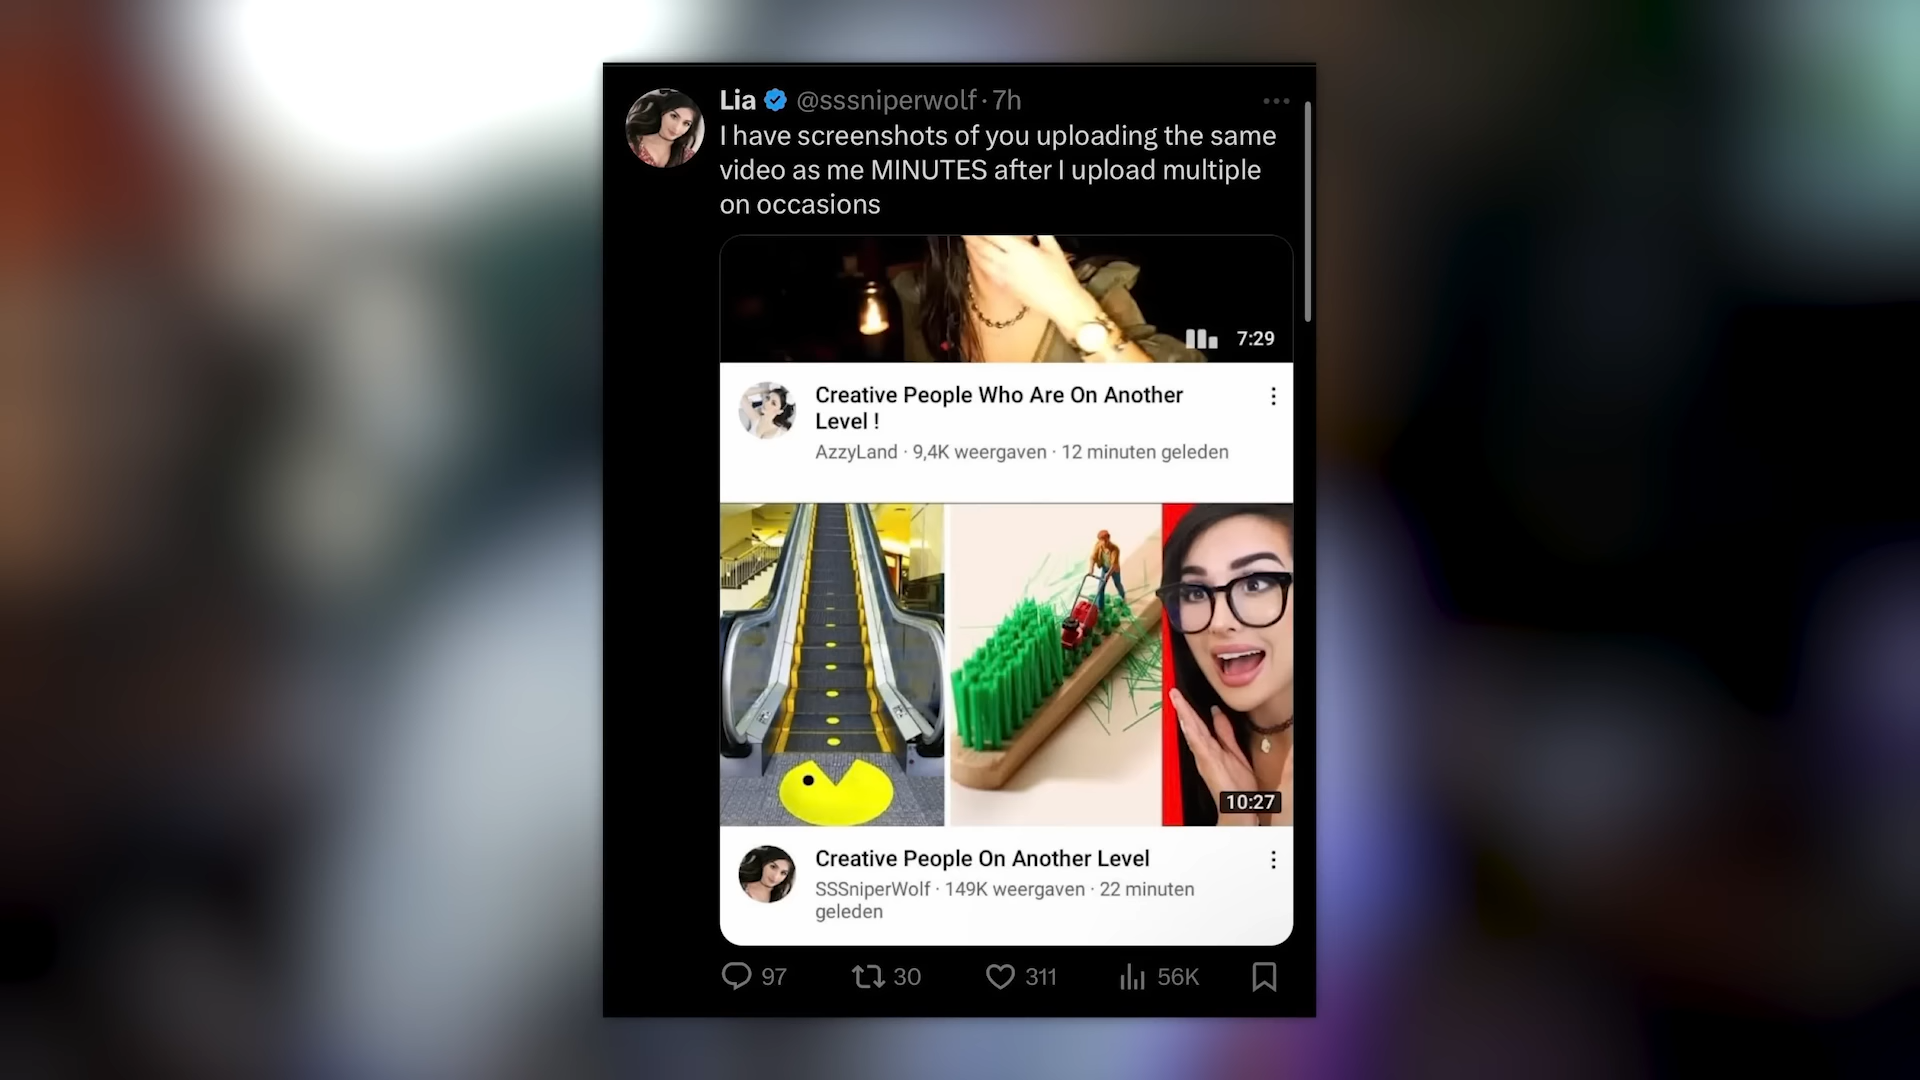 Lia @sssniperwolf · 7h
I have screenshots of you uploading the same
video as me MINUTES after I upload multiple
on occasions
7:29
Creative People Who Are On Another
Level !
AzzyLand · 9,4K weergaven · 12 minuten geleden
10:27
Creative People On Another Level
SSSniperWolf · 149K weergaven · 22 minuten
geleden
97 30 311 56K